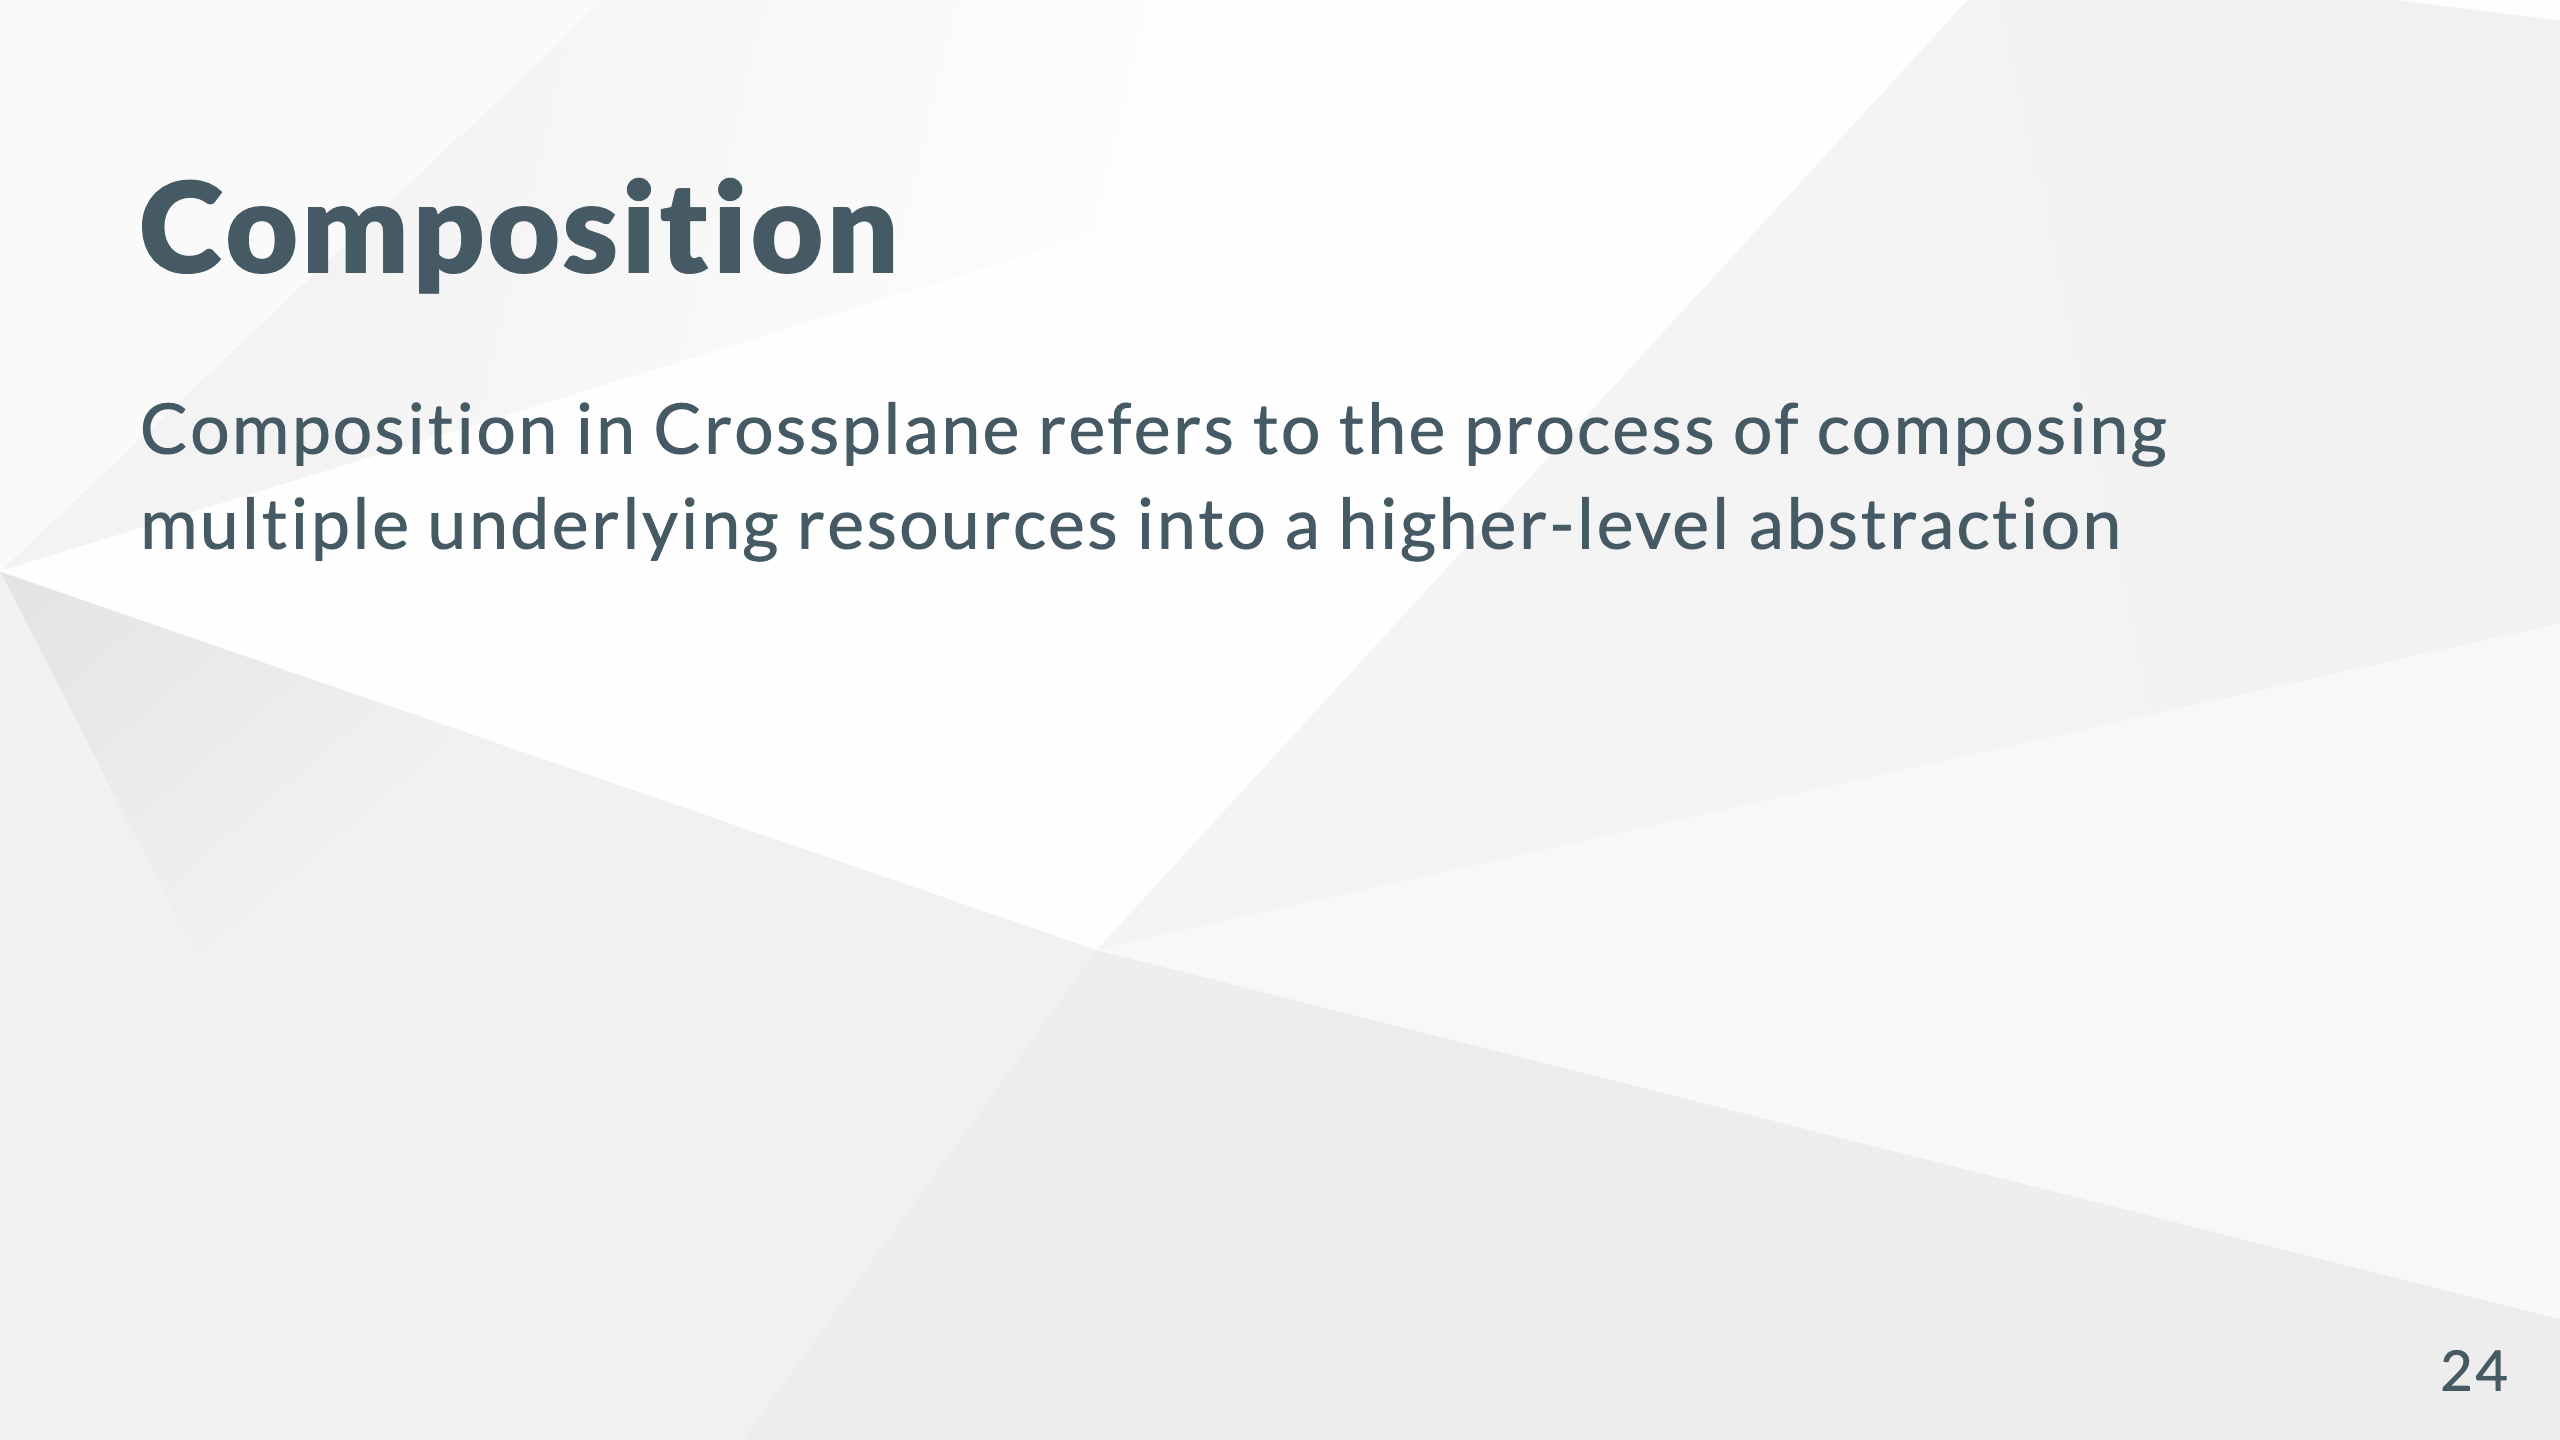 Composition
Composition in Crossplane refers to the process of composing
multiple underlying resources into a higher-level abstraction
24